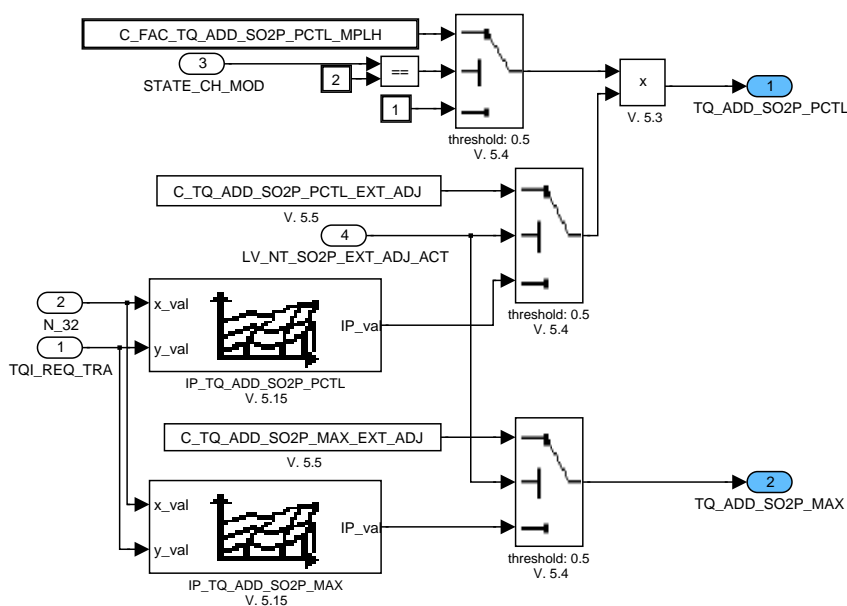 C_FAC_TQ_ADD_SO2P_PCTL_MPLH
3
STATE_CH_MOD
2
==
1
threshold: 0.5
V. 5.4
x
V. 5.3
1
TQ_ADD_SO2P_PCTL
C_TQ_ADD_SO2P_PCTL_EXT_ADJ
V. 5.5
4
LV_NT_SO2P_EXT_ADJ_ACT
threshold: 0.5
V. 5.4
2
N_32
1
TQI_REQ_TRA
x_val
y_val
IP_val
IP_TQ_ADD_SO2P_PCTL
V. 5.15
C_TQ_ADD_SO2P_MAX_EXT_ADJ
V. 5.5
x_val
y_val
IP_val
IP_TQ_ADD_SO2P_MAX
V. 5.15
threshold: 0.5
V. 5.4
2
TQ_ADD_SO2P_MAX